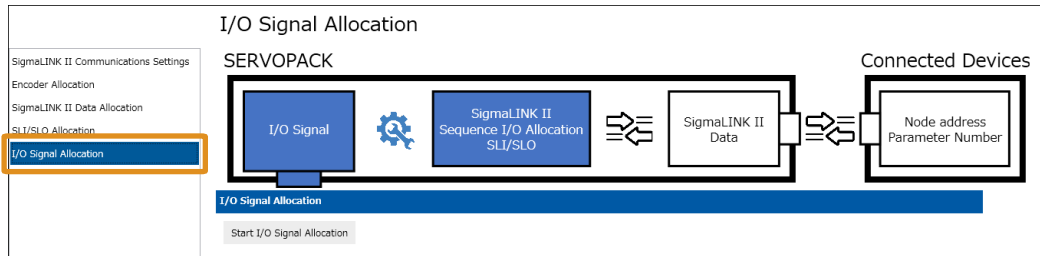 I/O Signal Allocation
SigmaLINK II Communications Settings
Encoder Allocation
SigmaLINK II Data Allocation
SLI/SLO Allocation
I/O Signal Allocation
SERVOPACK
Connected Devices
I/O Signal
SigmaLINK II
Sequence I/O Allocation
SLI/SLO
SigmaLINK II
Data
Node address
Parameter Number
I/O Signal Allocation
Start I/O Signal Allocation